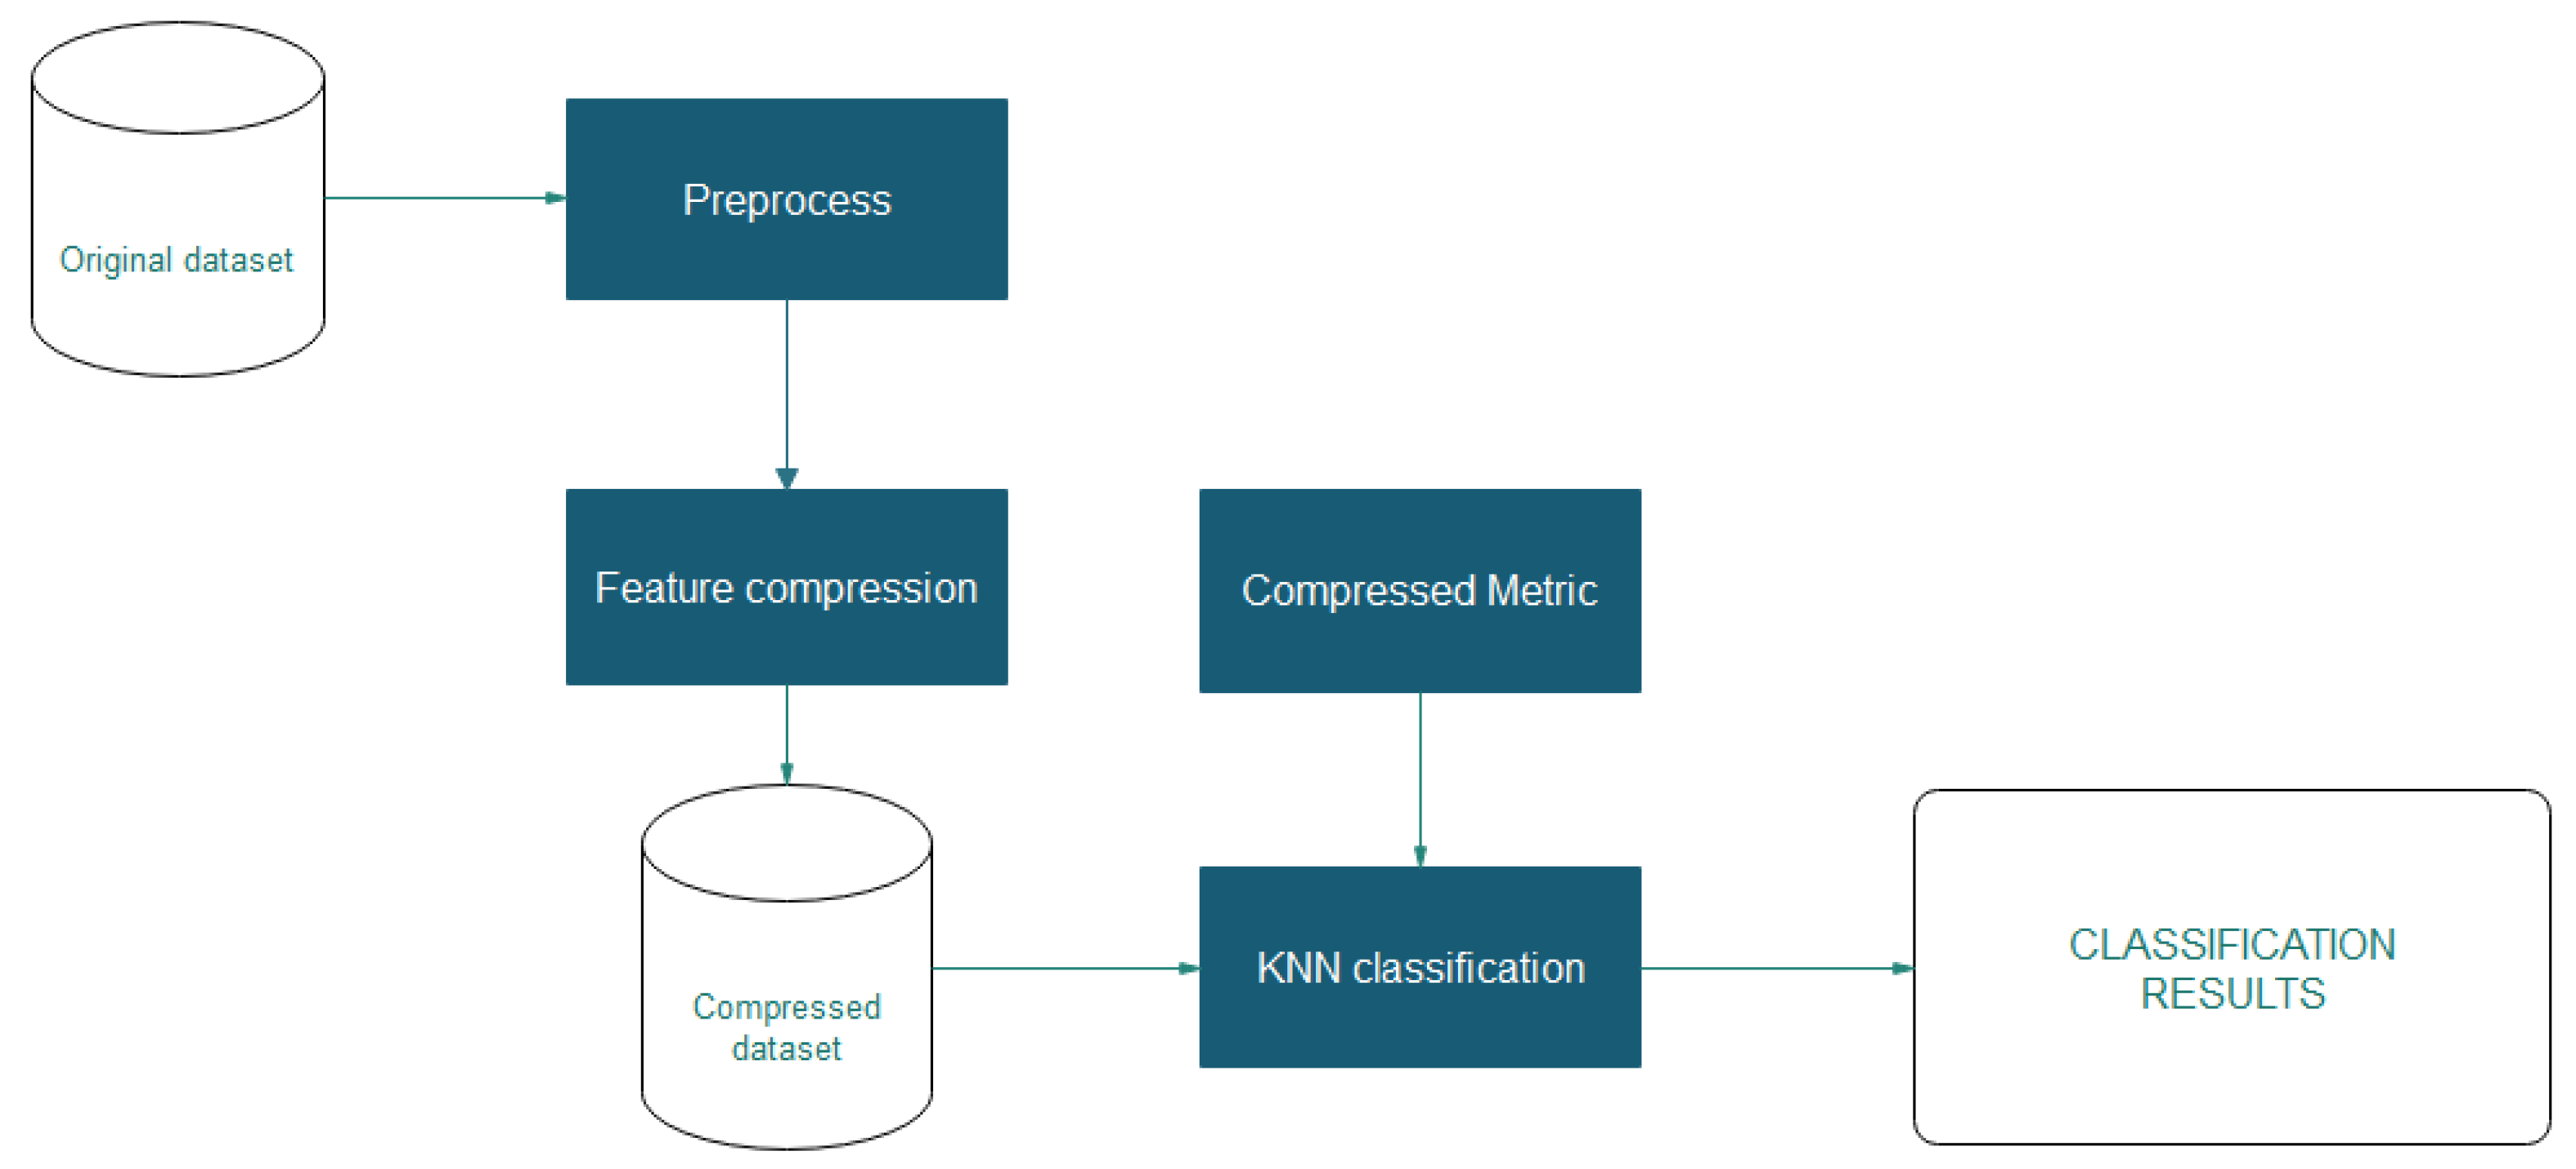 Preprocess
Original dataset
Feature compression
Compressed Metric
Compressed
dataset
KNN classification
CLASSIFICATION
RESULTS